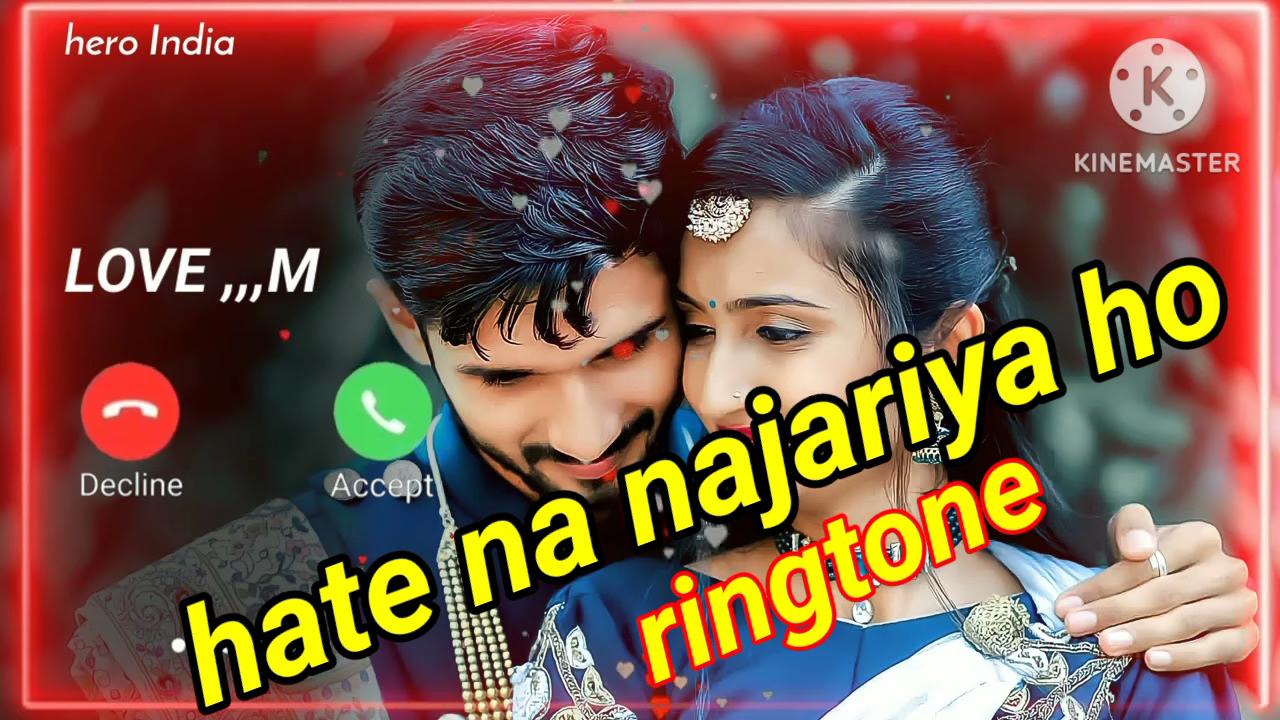 hero India
K
KINEMASTER
LOVE ,,,M
Decline
Accept
hate na najariya ho
ringtone